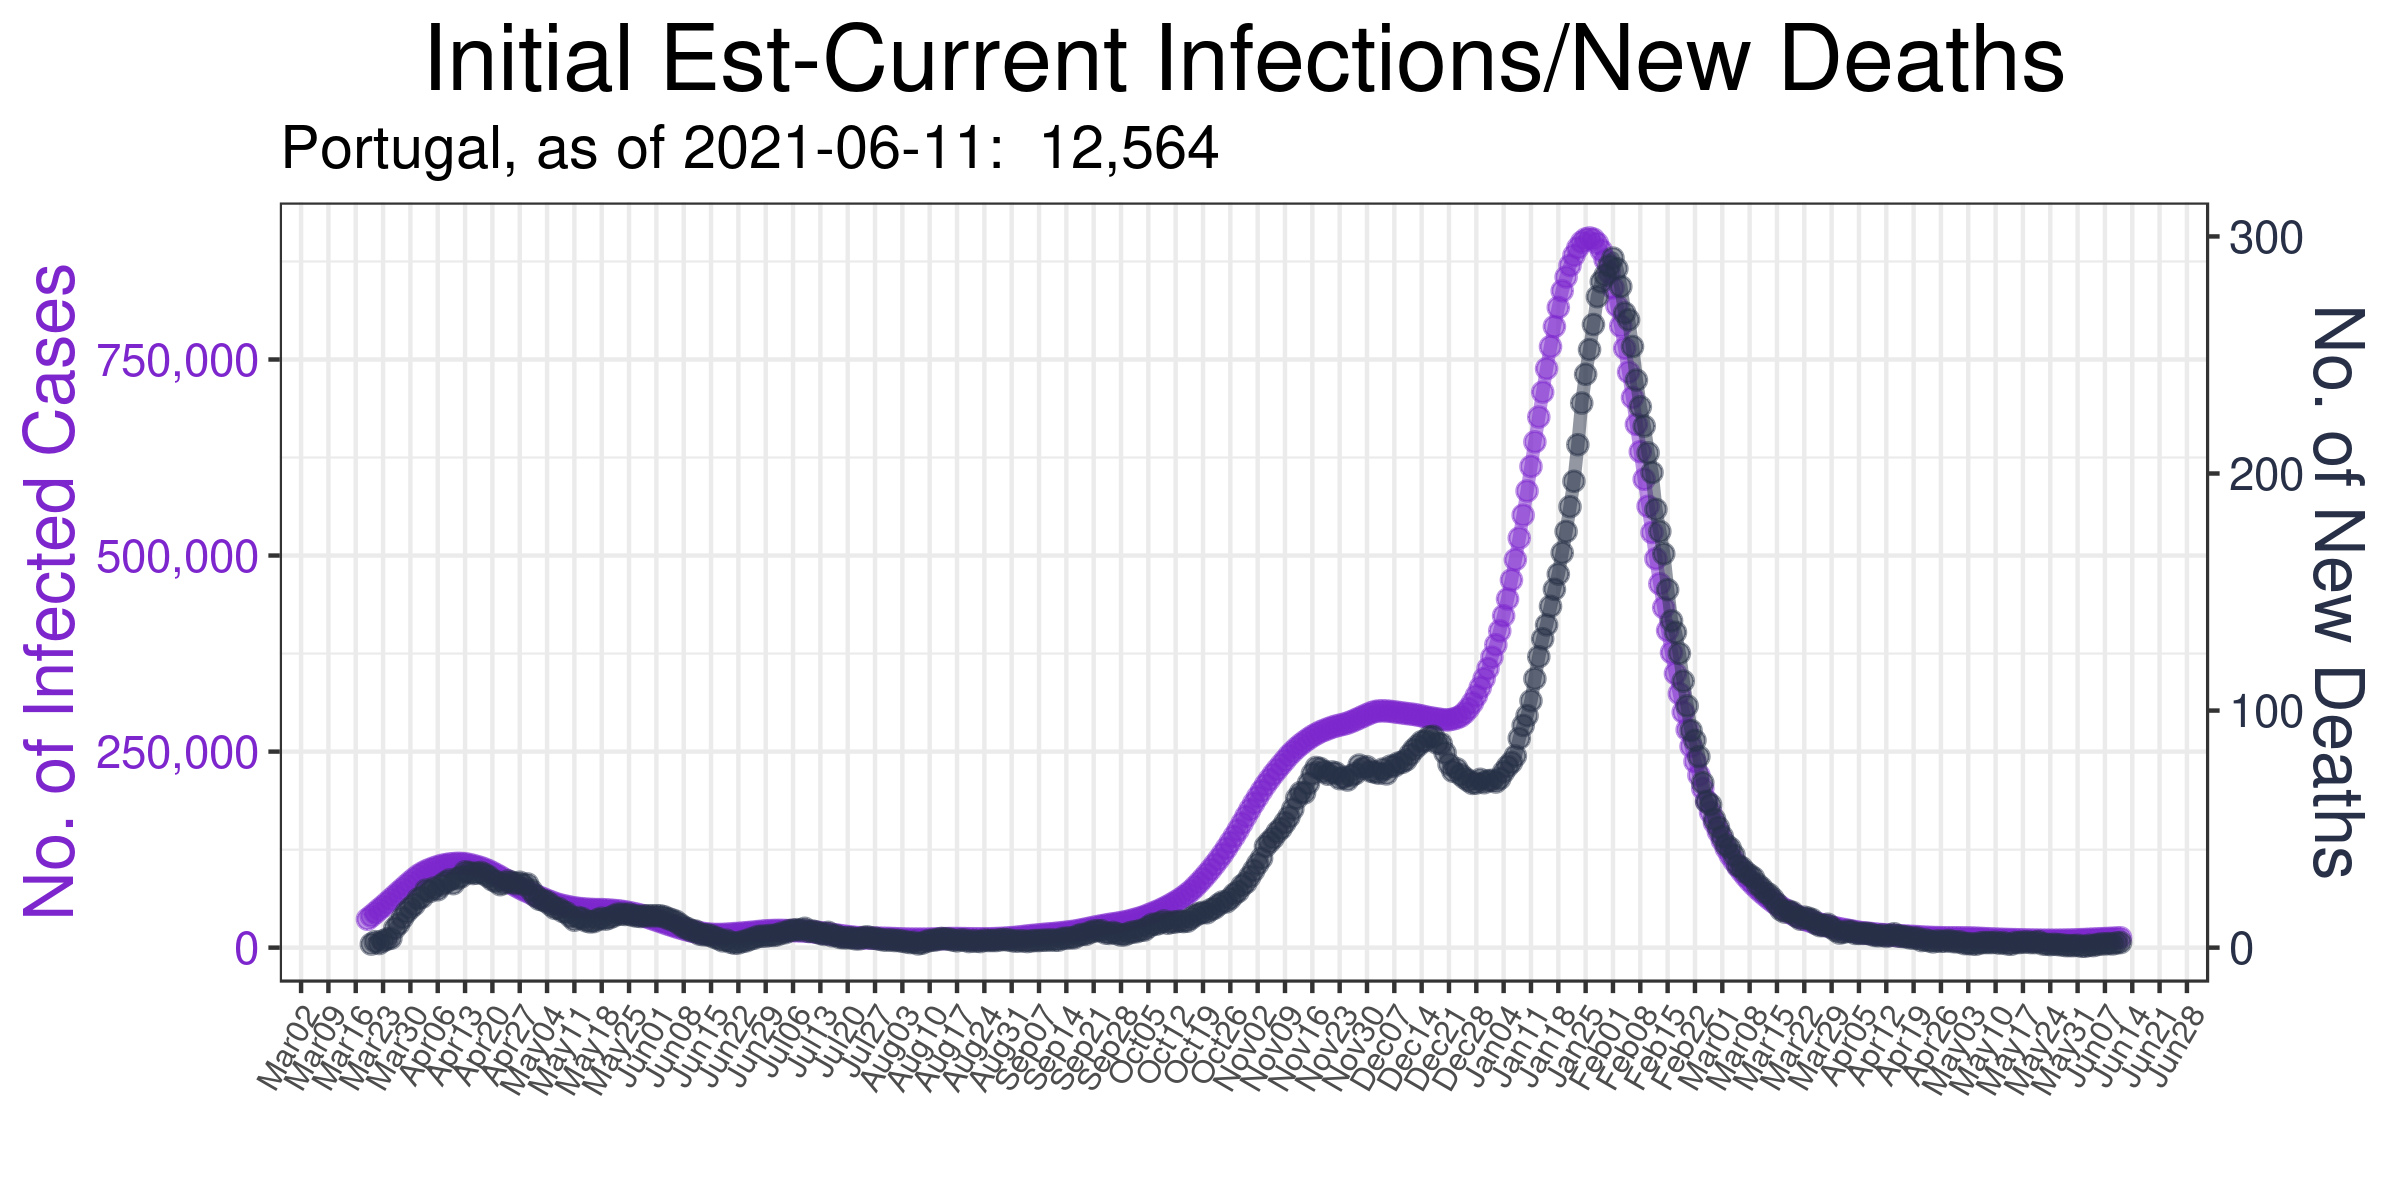 Initial Est-Current Infections/New Deaths
Portugal, as of 2021-06-11:  12,564
No. of Infected Cases
750,000
500,000
250,000
0
300
200
100
0
No. of New Deaths
Mar02
Mar09
Mar16
Mar23
Mar30
Apr06
Apr13
Apr20
Apr27
May04
May11
May18
May25
Jun01
Jun08
Jun15
Jun22
Jun29
Jul06
Jul13
Jul20
Jul27
Aug03
Aug10
Aug17
Aug24
Aug31
Sep07
Sep14
Sep21
Sep28
Oct05
Oct12
Oct19
Oct26
Nov02
Nov09
Nov16
Nov23
Nov30
Dec07
Dec14
Dec21
Dec28
Jan04
Jan11
Jan18
Jan25
Feb01
Feb08
Feb15
Feb22
Mar01
Mar08
Mar15
Mar22
Mar29
Apr05
Apr12
Apr19
Apr26
May03
May10
May17
May24
May31
Jun07
Jun14
Jun21
Jun28